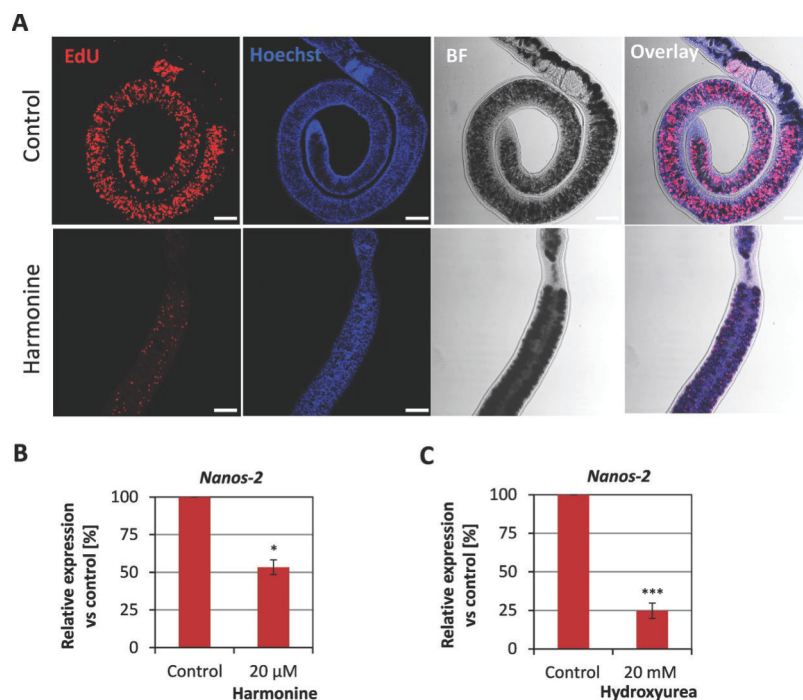 A
EdU
Hoechst
BF
Overlay
Control
Harmonine
B
Nanos-2
Relative expression
vs control [%]
100
75
50
25
0
*
Control
20 µM
Harmonine
C
Nanos-2
Relative expression
vs control [%]
100
75
50
25
0
***
Control
20 mM
Hydroxyurea